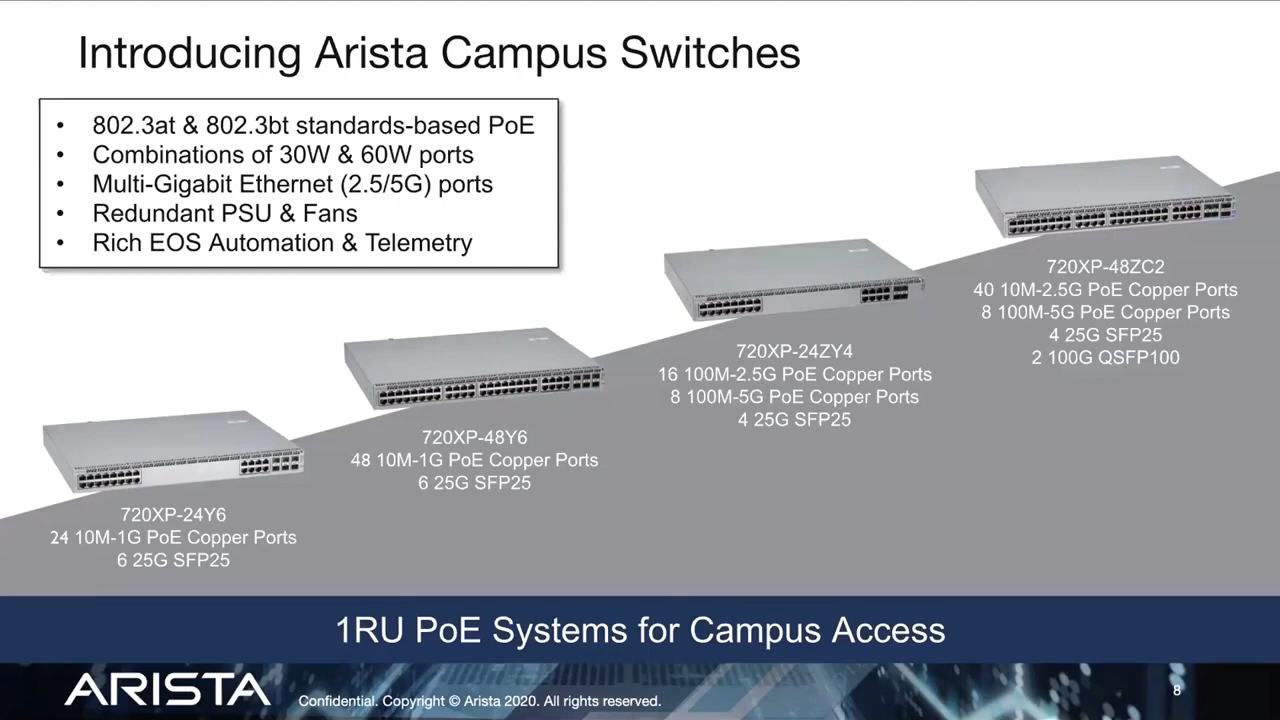 Introducing Arista Campus Switches
• 802.3at & 802.3bt standards-based PoE
• Combinations of 30W & 60W ports
• Multi-Gigabit Ethernet (2.5/5G) ports
• Redundant PSU & Fans
• Rich EOS Automation & Telemetry
720XP-24Y6
24 10M-1G PoE Copper Ports
6 25G SFP25
720XP-48Y6
48 10M-1G PoE Copper Ports
6 25G SFP25
720XP-24ZY4
16 100M-2.5G PoE Copper Ports
8 100M-5G PoE Copper Ports
4 25G SFP25
720XP-48ZC2
40 10M-2.5G PoE Copper Ports
8 100M-5G PoE Copper Ports
4 25G SFP25
2 100G QSFP100
1RU PoE Systems for Campus Access
ARISTA
Confidential. Copyright © Arista 2020. All rights reserved.
8